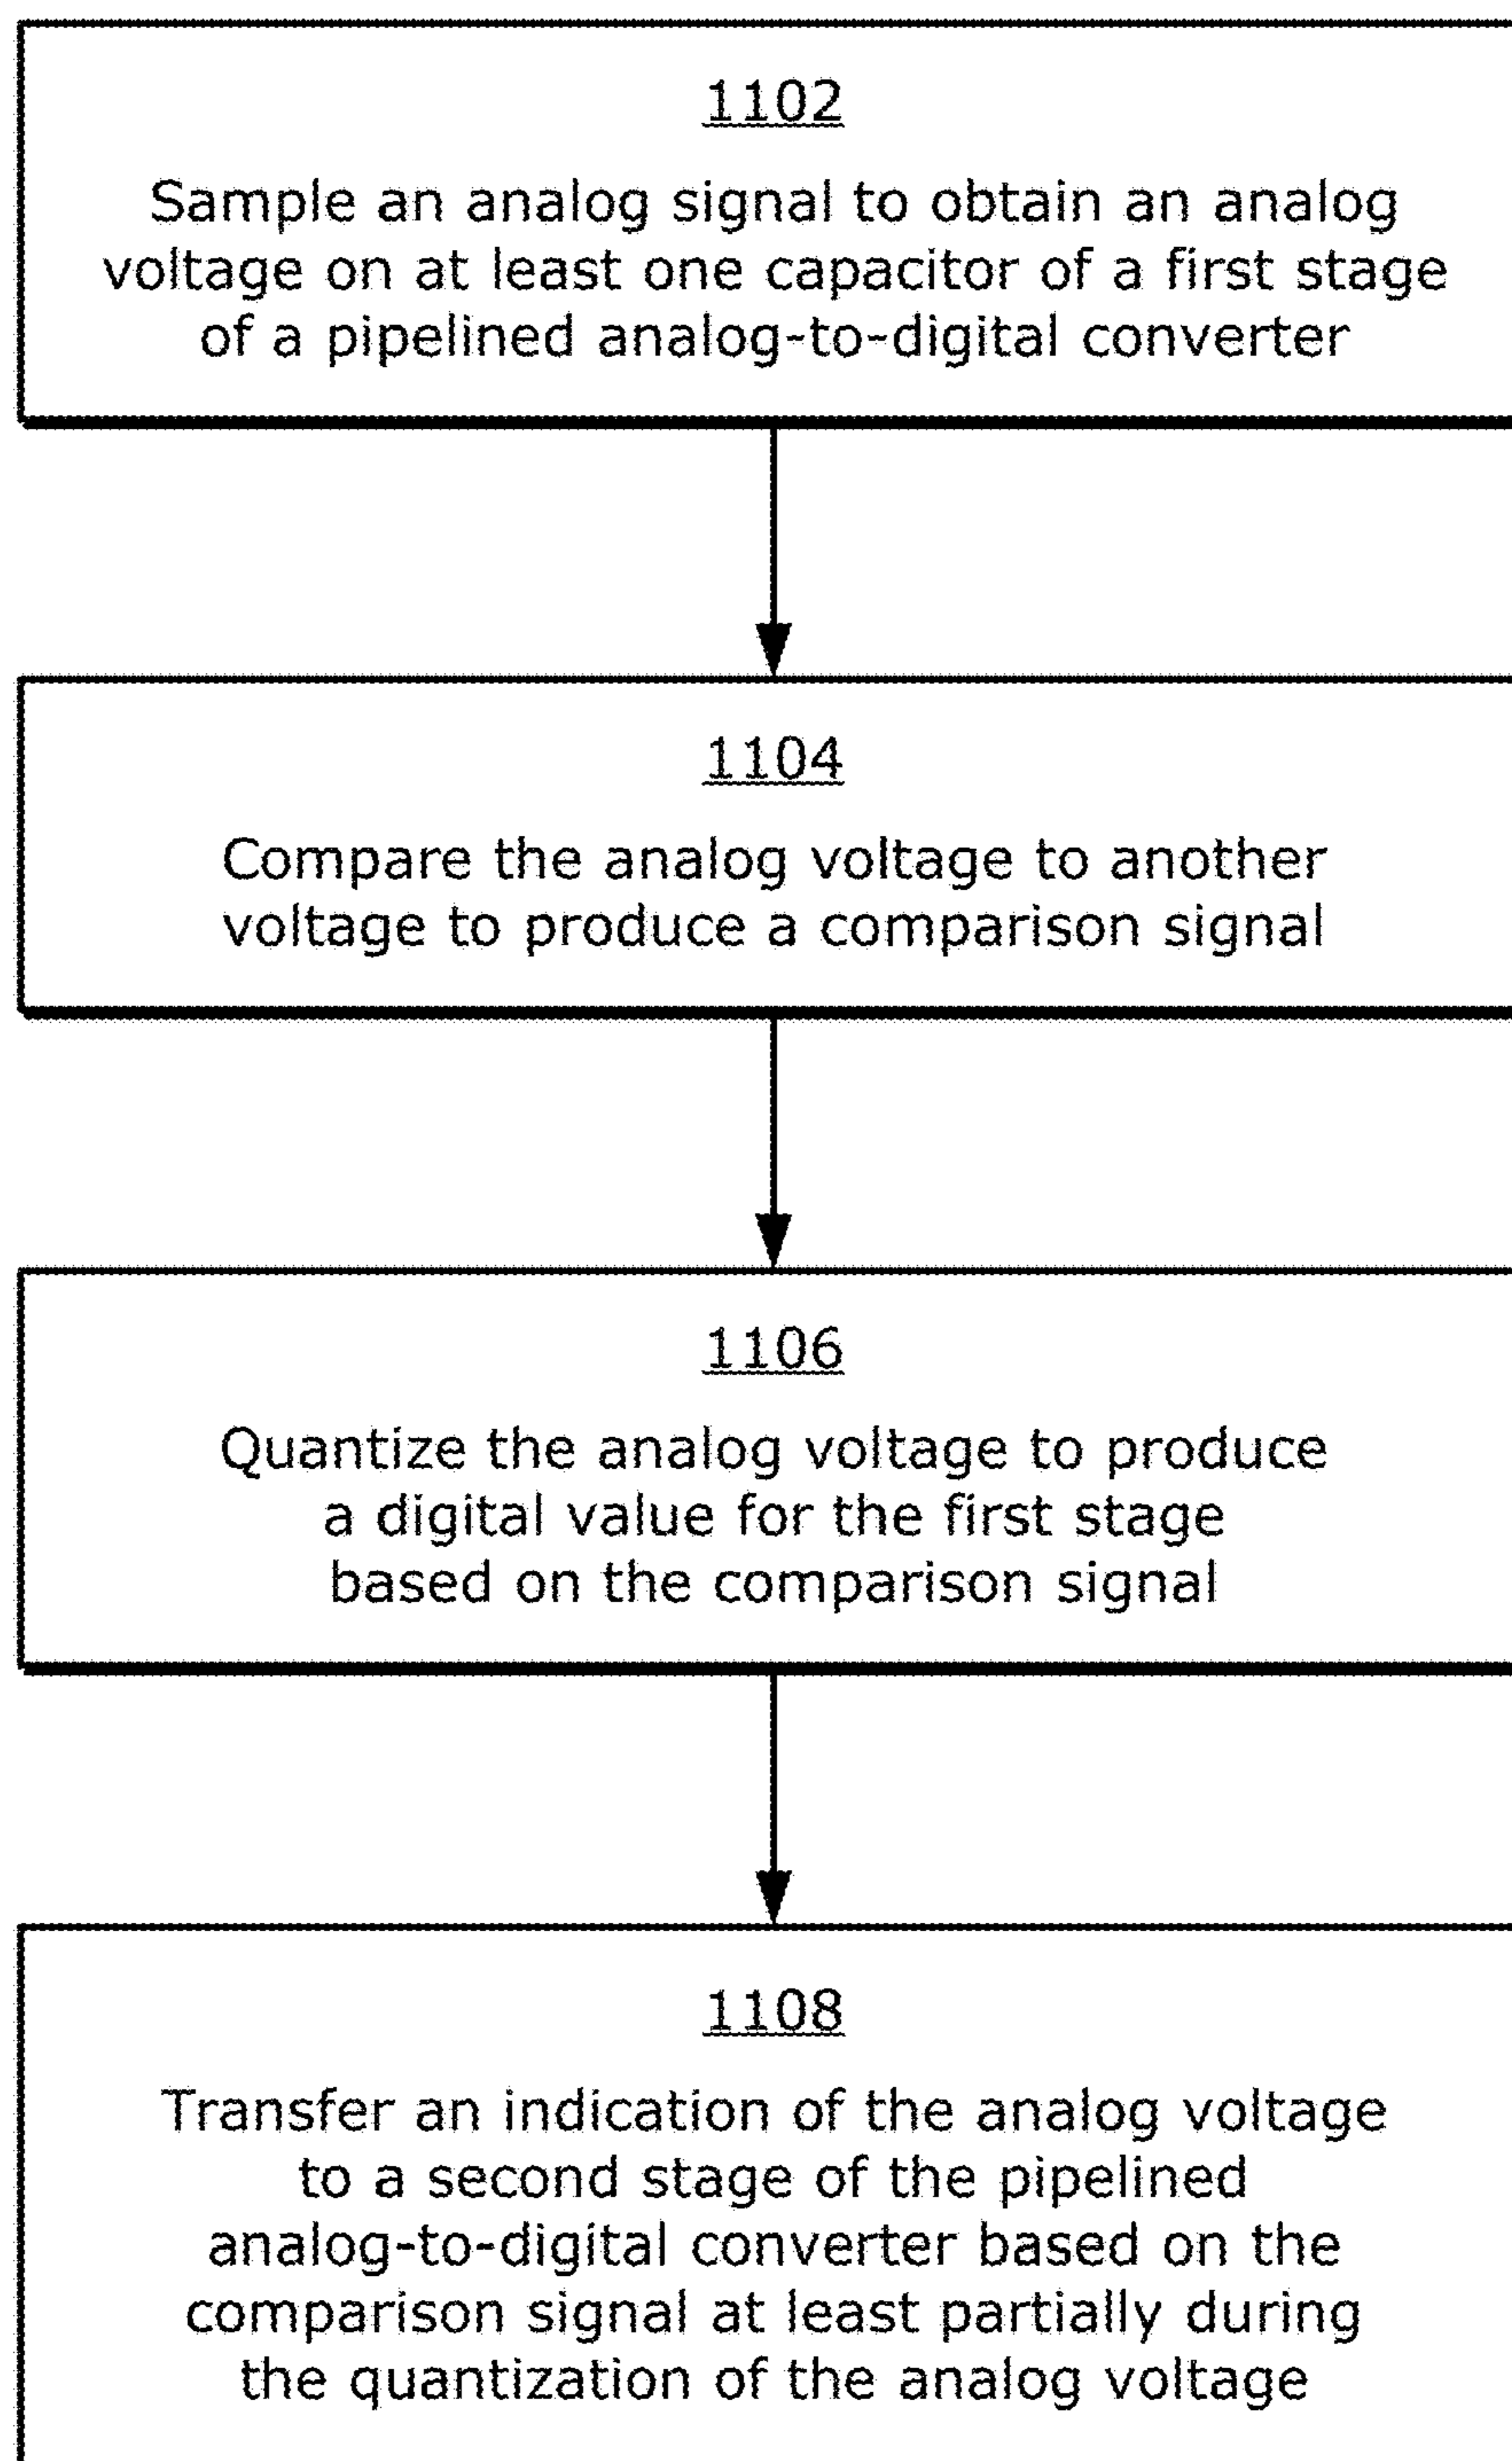 1102
Sample an analog signal to obtain an analog
voltage on at least one capacitor of a first stage
of a pipelined analog-to-digital converter
1104
Compare the analog voltage to another
voltage to produce a comparison signal
1106
Quantize the analog voltage to produce
a digital value for the first stage
based on the comparison signal
1108
Transfer an indication of the analog voltage
to a second stage of the pipelined
analog-to-digital converter based on the
comparison signal at least partially during
the quantization of the analog voltage